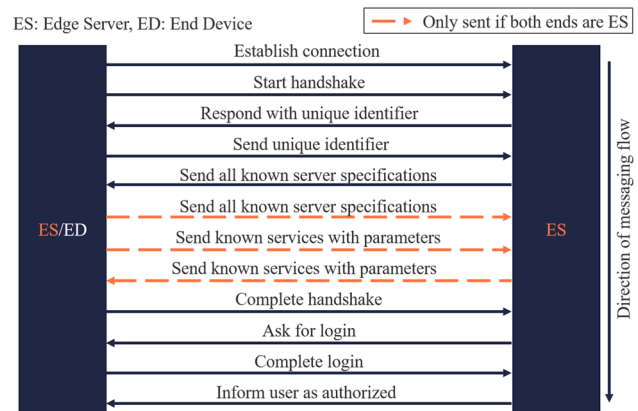 ES: Edge Server, ED: End Device
Only sent if both ends are ES
Establish connection
Start handshake
Respond with unique identifier
Send unique identifier
Send all known server specifications
Send all known server specifications
Send known services with parameters
Send known services with parameters
Complete handshake
Ask for login
Complete login
Inform user as authorized
ES/ED
ES
Direction of messaging flow